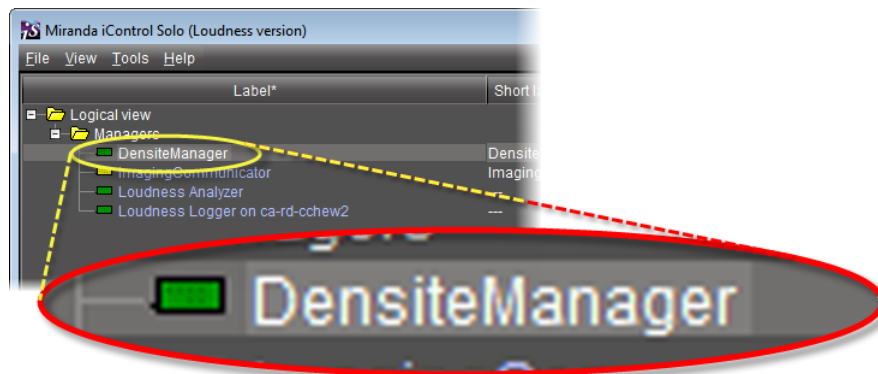 Miranda iControl Solo (Loudness version)
File View Tools Help
Label* Short
Logical view
Managers
DensiteManager Densite
ImagingCommunicator Imaging
Loudness Analyzer ---
Loudness Logger on ca-rd-cchew2 ---
DensiteManager